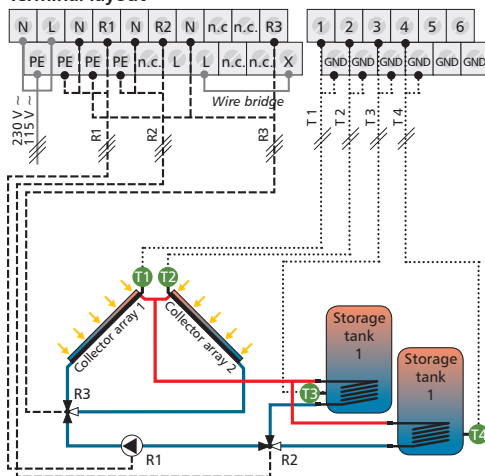 Terminal layout
N L N R1 N R2 N n.c n.c. R3 1 2 3 4 5 6
PE PE PE PE n.c. L L n.c. n.c. X GND GND GND GND GND GND
Wire bridge
230 V ~
115 V ~
R1
R2
R3
T 1
T 2
T 3
T 4
T1 T2
Collector array 1
Collector array 2
Storage
tank
1
Storage
tank
1
T3
T4
R3
R1
R2